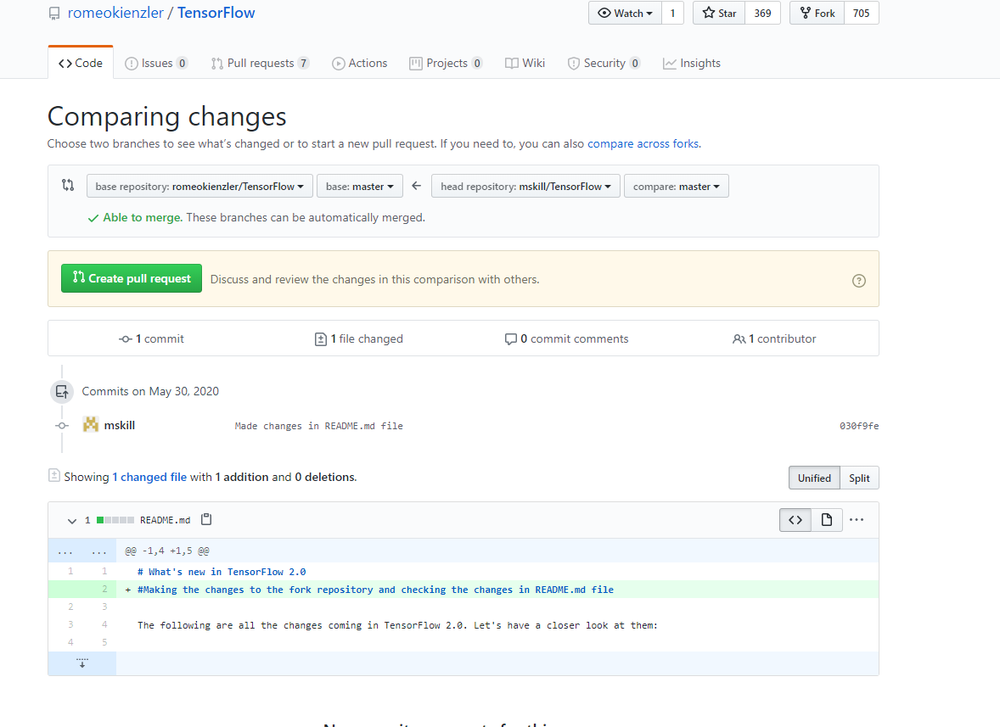 romeokienzler / TensorFlow Watch 1 Star 369 Fork 705
Code Issues 0 Pull requests 7 Actions Projects 0 Wiki Security 0 Insights
Comparing changes
Choose two branches to see what's changed or to start a new pull request. If you need to, you can also compare across forks.
base repository: romeokienzler/TensorFlow base: master ← head repository: mskill/TensorFlow compare: master
✓ Able to merge. These branches can be automatically merged.
Create pull request Discuss and review the changes in this comparison with others.
1 commit 1 file changed 0 commit comments 1 contributor
Commits on May 30, 2020
mskill Made changes in README.md file 030f9fe
Showing 1 changed file with 1 addition and 0 deletions. Unified Split
1 README.md <> ...
... ... @@ -1,4 +1,5 @@
1 1 # What's new in TensorFlow 2.0
2 + #Making the changes to the fork repository and checking the changes in README.md file
2 3
3 4 The following are all the changes coming in TensorFlow 2.0. Let's have a closer look at them:
4 5